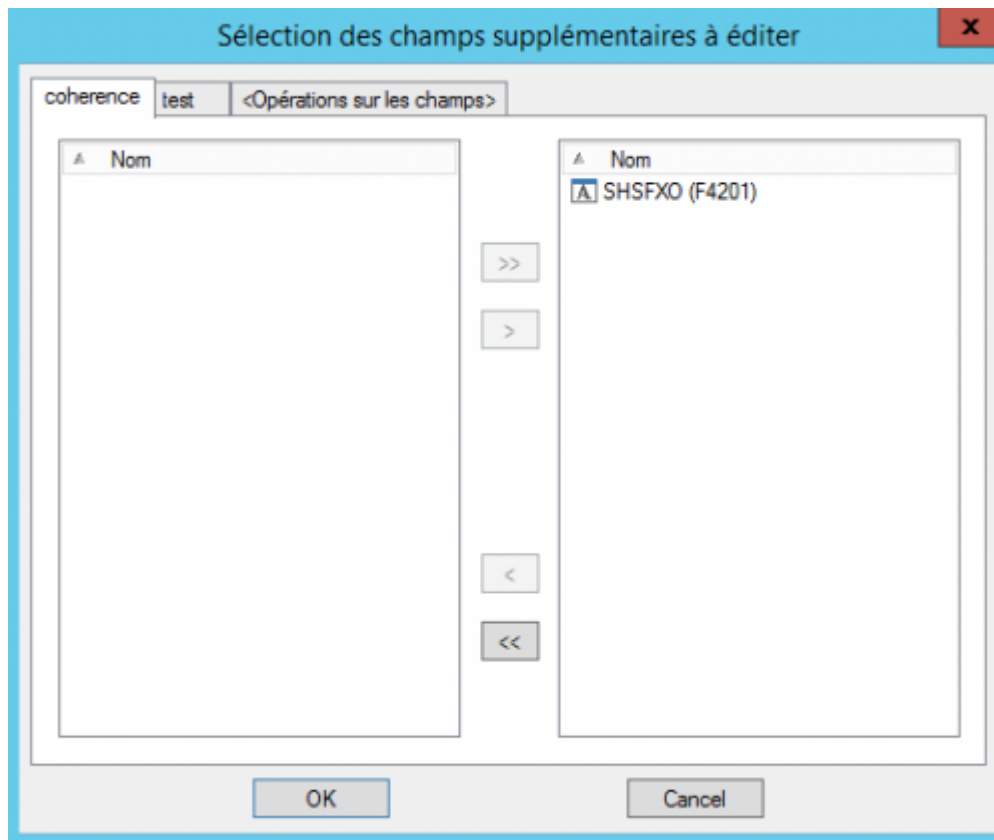 Sélection des champs supplémentaires à éditer
x
coherence test <Opérations sur les champs>
Nom Nom
A SHSFXO (F4201)
>>
>
<
<<
OK Cancel